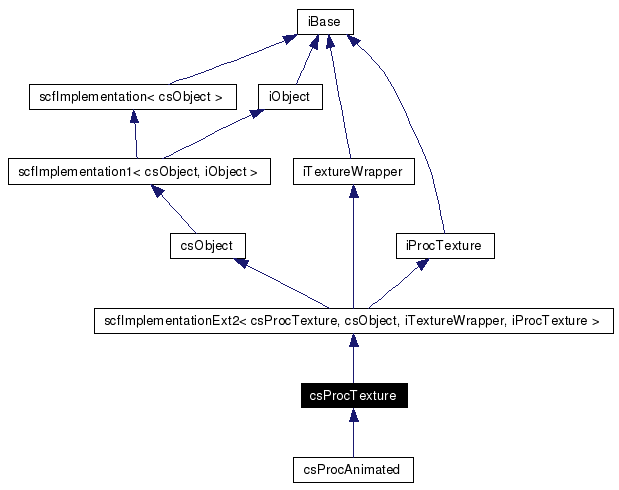 iBase
scfImplementation< csObject >
iObject
scfImplementation1< csObject, iObject >
iTextureWrapper
csObject
iProcTexture
scfImplementationExt2< csProcTexture, csObject, iTextureWrapper, iProcTexture >
csProcTexture
csProcAnimated